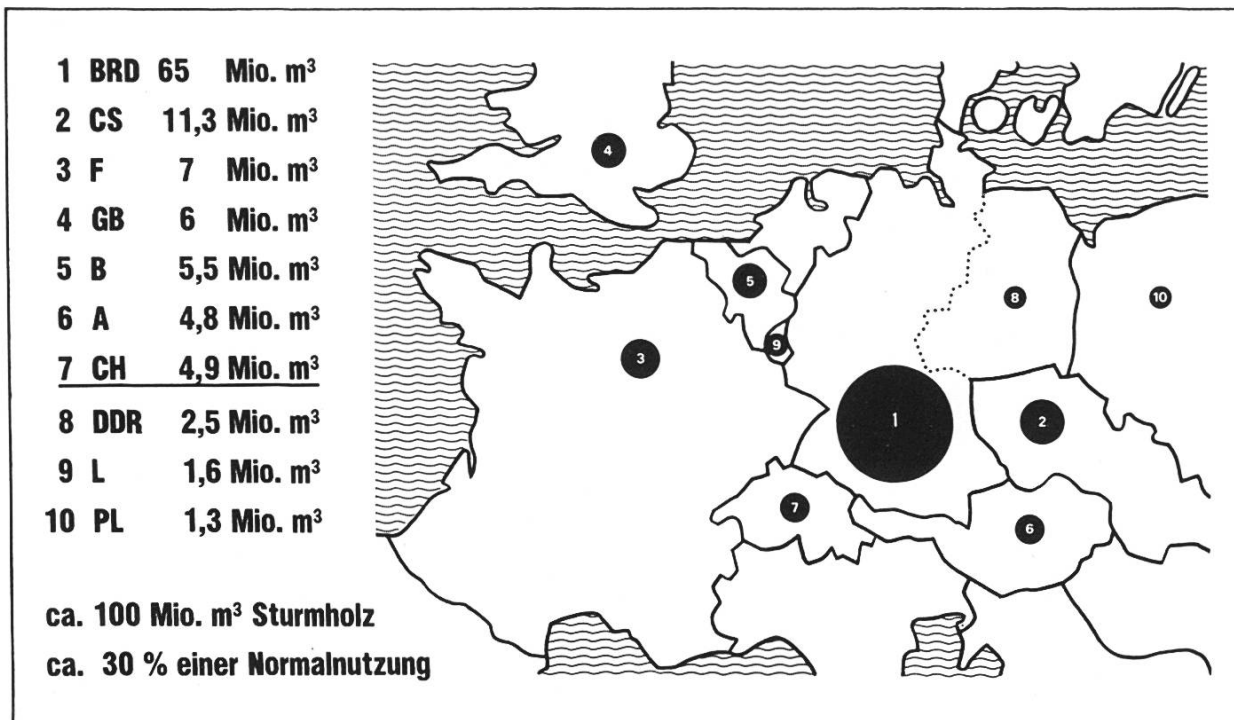 1 BRD 65 Mio. m³
2 CS 11,3 Mio. m³
3 F 7 Mio. m³
4 GB 6 Mio. m³
5 B 5,5 Mio. m³
6 A 4,8 Mio. m³
7 CH 4,9 Mio. m³
8 DDR 2,5 Mio. m³
9 L 1,6 Mio. m³
10 PL 1,3 Mio. m³
ca. 100 Mio. m³ Sturmholz
ca. 30 % einer Normalnutzung
4
5
8
10
9
3
1
2
7
6